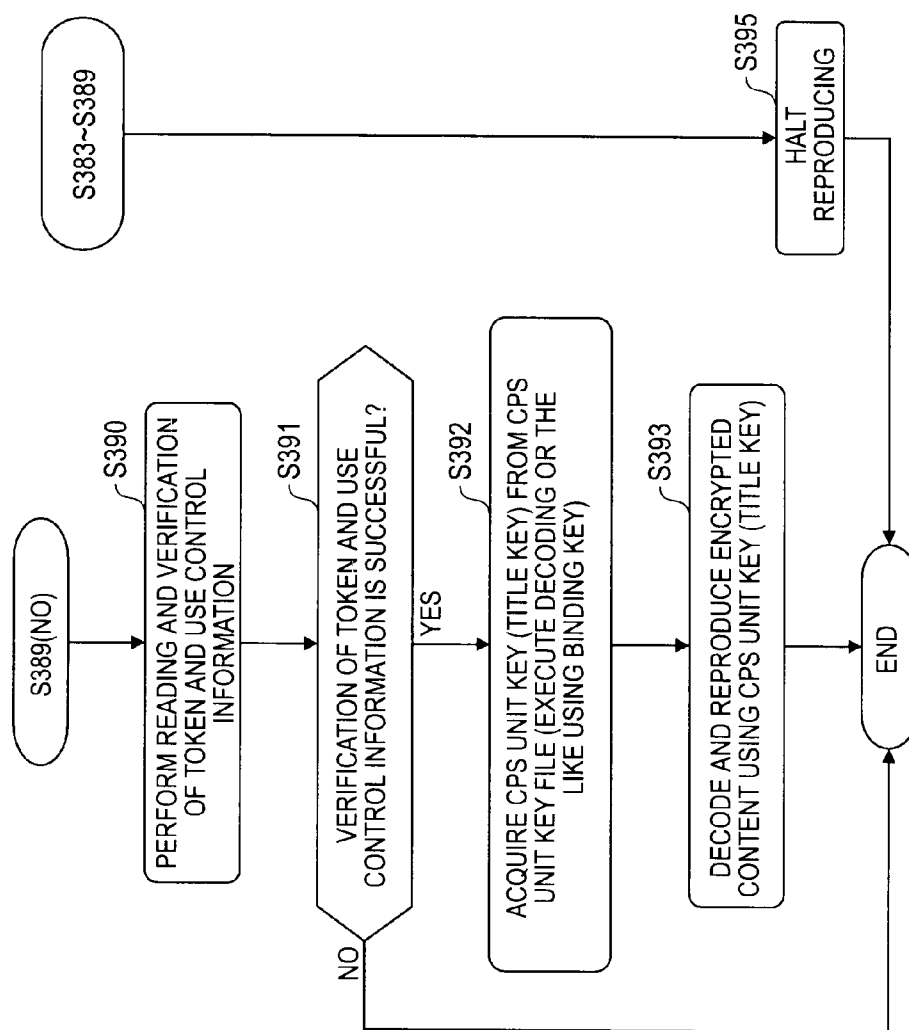 S389(NO)
S390
PERFORM READING AND VERIFICATION
OF TOKEN AND USE CONTROL
INFORMATION
S391
VERIFICATION OF TOKEN AND USE
CONTROL INFORMATION IS SUCCESSFUL?
NO
YES
S392
ACQUIRE CPS UNIT KEY (TITLE KEY) FROM CPS
UNIT KEY FILE (EXECUTE DECODING OR THE
LIKE USING BINDING KEY)
S393
DECODE AND REPRODUCE ENCRYPTED
CONTENT USING CPS UNIT KEY (TITLE KEY)
END
S383~S389
S395
HALT
REPRODUCING